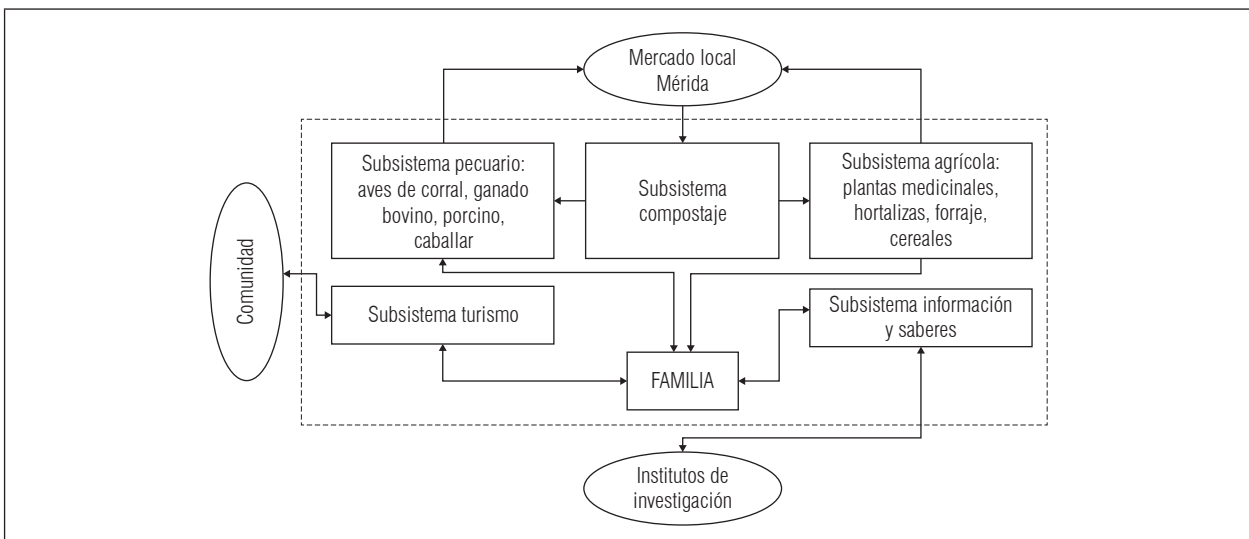 Mercado local
Mérida
Subsistema pecuario:
aves de corral, ganado
bovino, porcino,
caballar
Subsistema
compostaje
Subsistema agrícola:
plantas medicinales,
hortalizas, forraje,
cereales
Comunidad
Subsistema turismo
Subsistema información
y saberes
FAMILIA
Institutos de
investigación